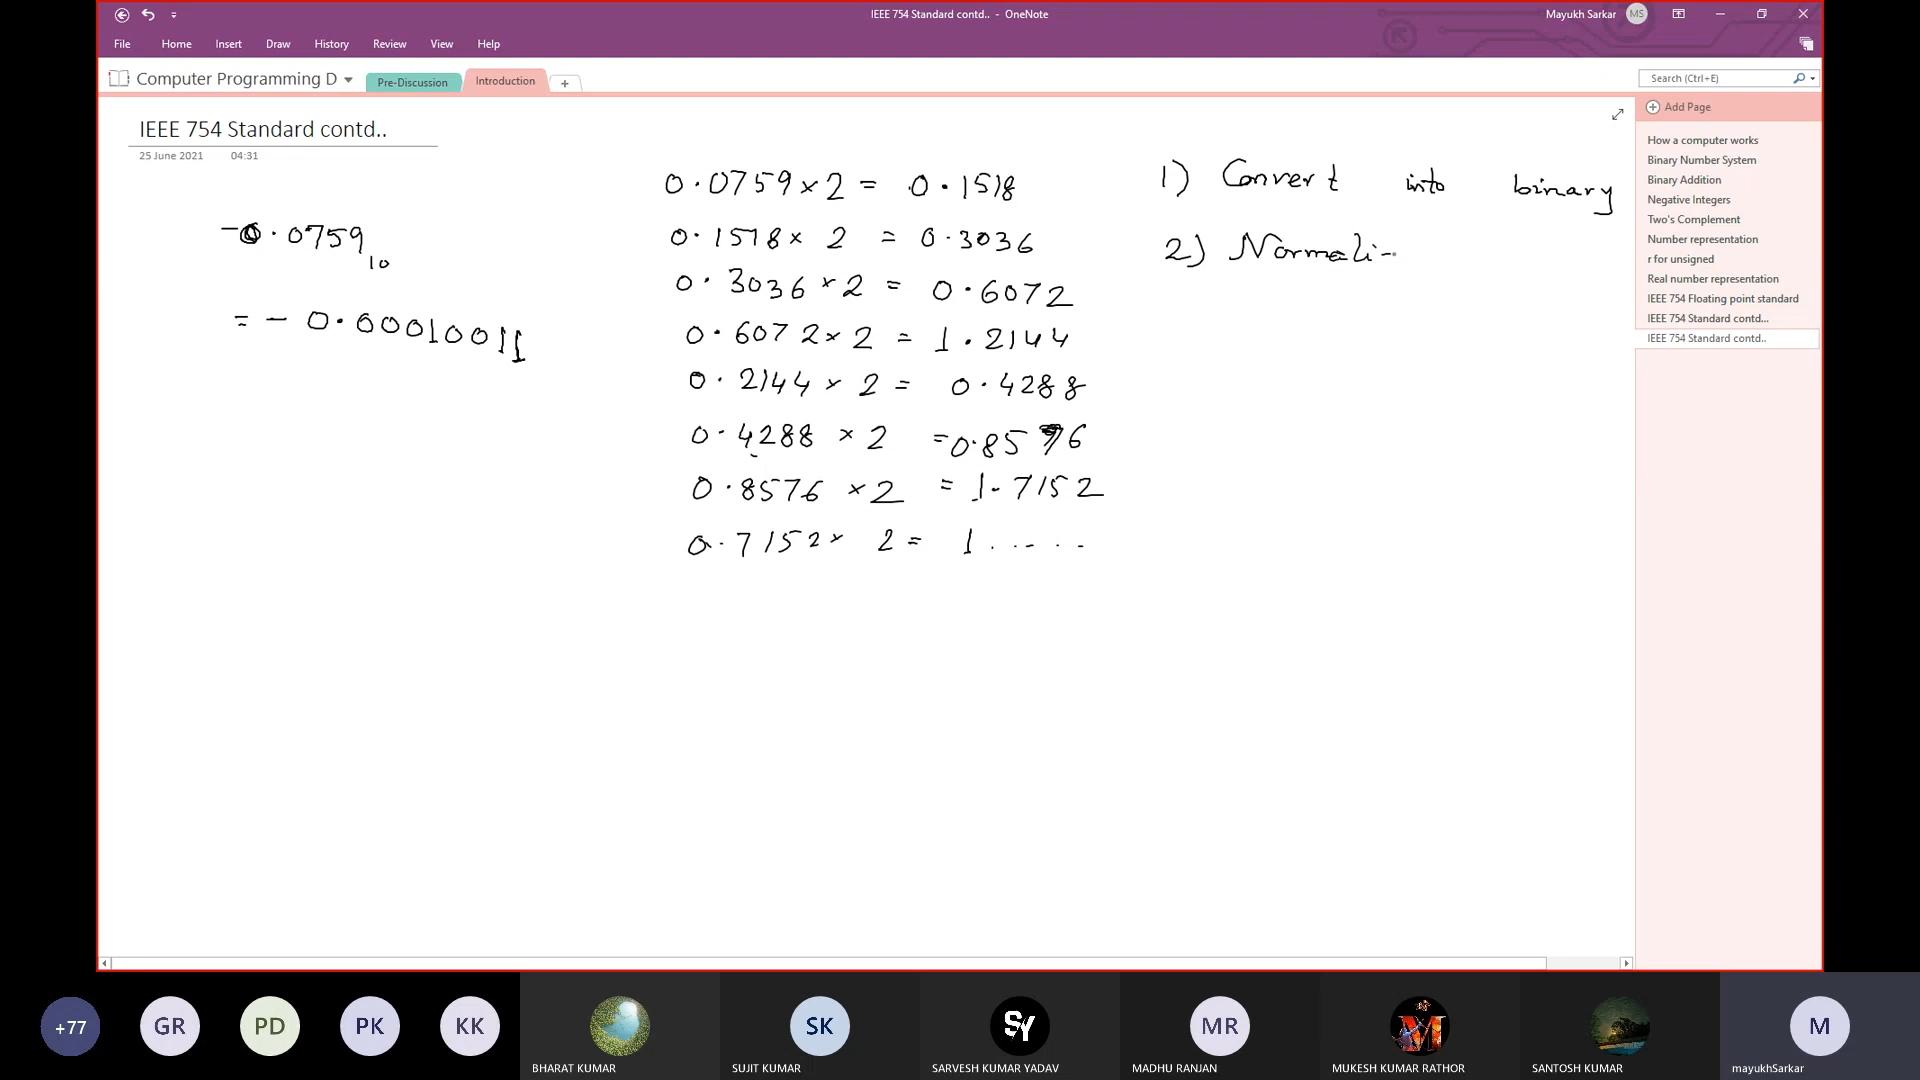 IEEE 754 Standard contd.. - OneNote
Mayukh Sarkar MS
File Home Insert Draw History Review View Help
Computer Programming D
Pre-Discussion
Introduction
Search (Ctrl+E)
IEEE 754 Standard contd..
25 June 2021 04:31
-0.0759₁₀
= - 0.00010011
0.0759 × 2 = 0.1518
0.1518 × 2 = 0.3036
0.3036 × 2 = 0.6072
0.6072 × 2 = 1.2144
0.2144 × 2 = 0.4288
0.4288 × 2 = 0.8576
0.8576 × 2 = 1.7152
0.7152 × 2 = 1.....
1) Convert into binary
2) Normali-
Add Page
How a computer works
Binary Number System
Binary Addition
Negative Integers
Two's Complement
Number representation
r for unsigned
Real number representation
IEEE 754 Floating point standard
IEEE 754 Standard contd...
IEEE 754 Standard contd..
+77
GR
PD
PK
KK
BHARAT KUMAR
SK
SUJIT KUMAR
SY
SARVESH KUMAR YADAV
MR
MADHU RANJAN
M
MUKESH KUMAR RATHOR
SANTOSH KUMAR
M
mayukhSarkar